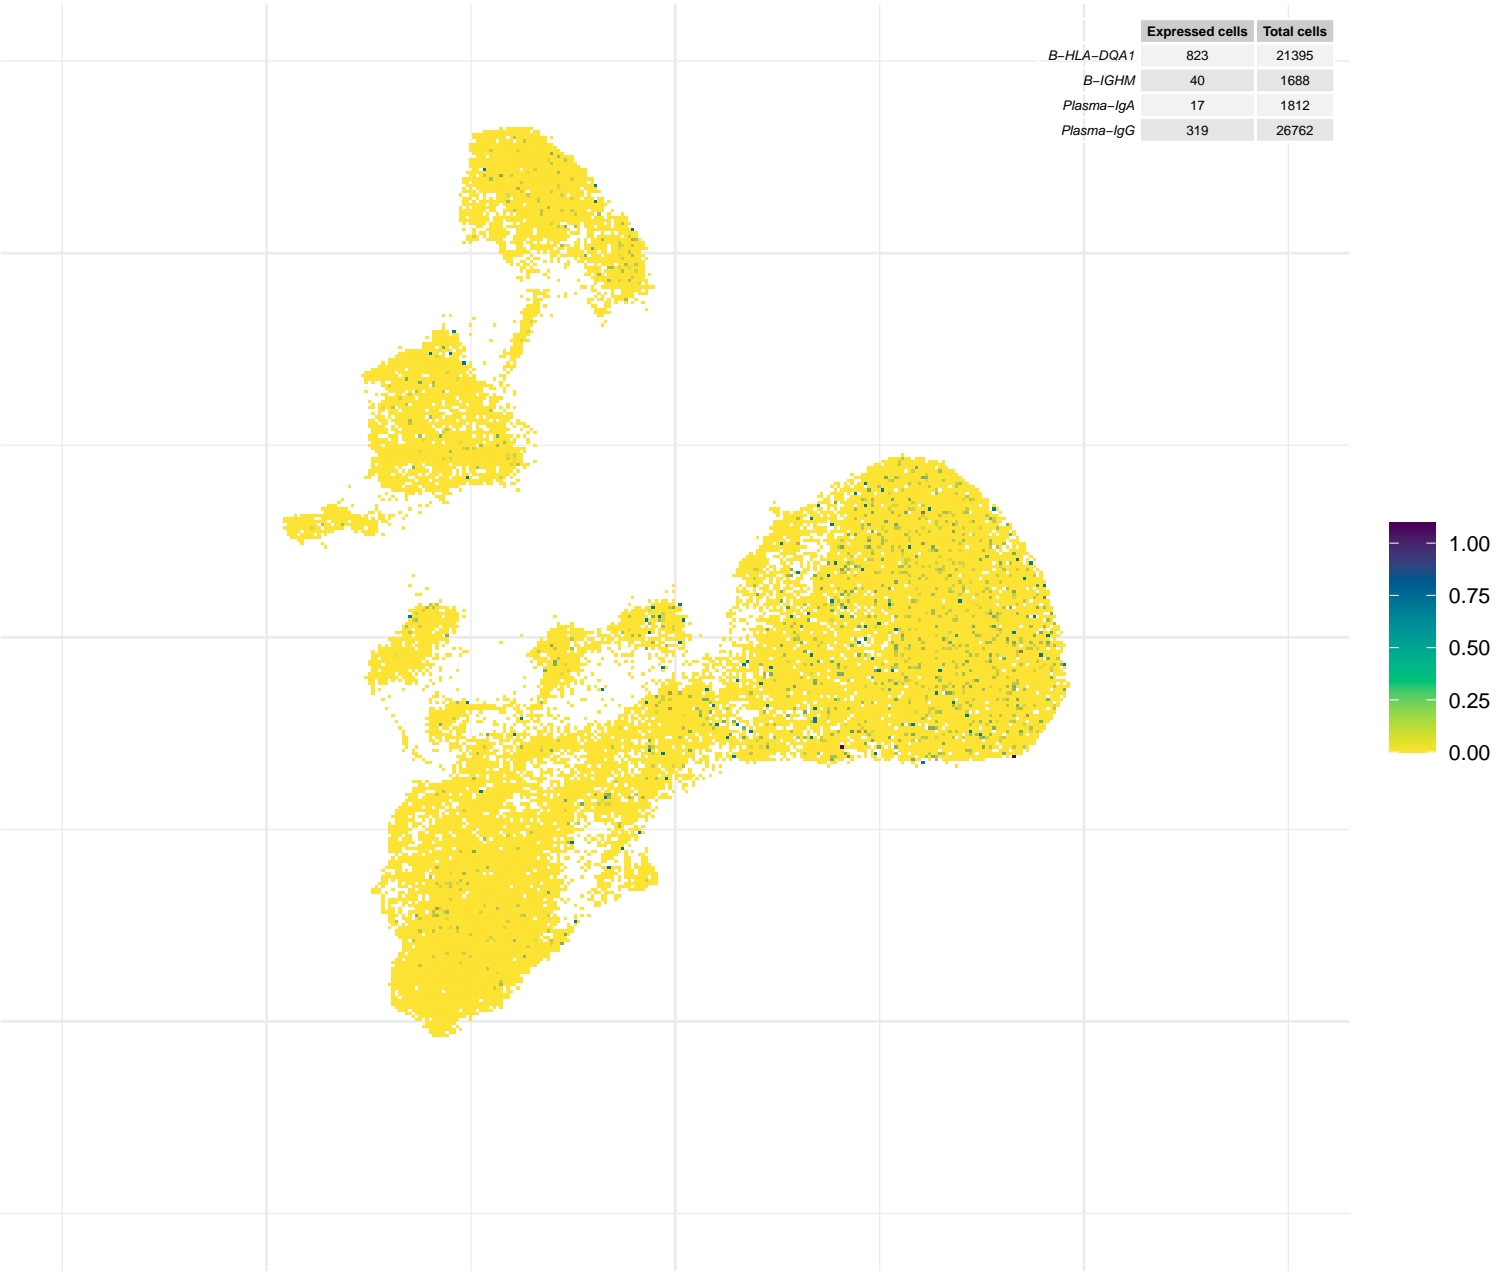 Expressed cells Total cells
B−HLA−DQA1 823 21395
B−IGHM 40 1688
Plasma−IgA 17 1812
Plasma−IgG 319 26762
1.00
0.75
0.50
0.25
0.00